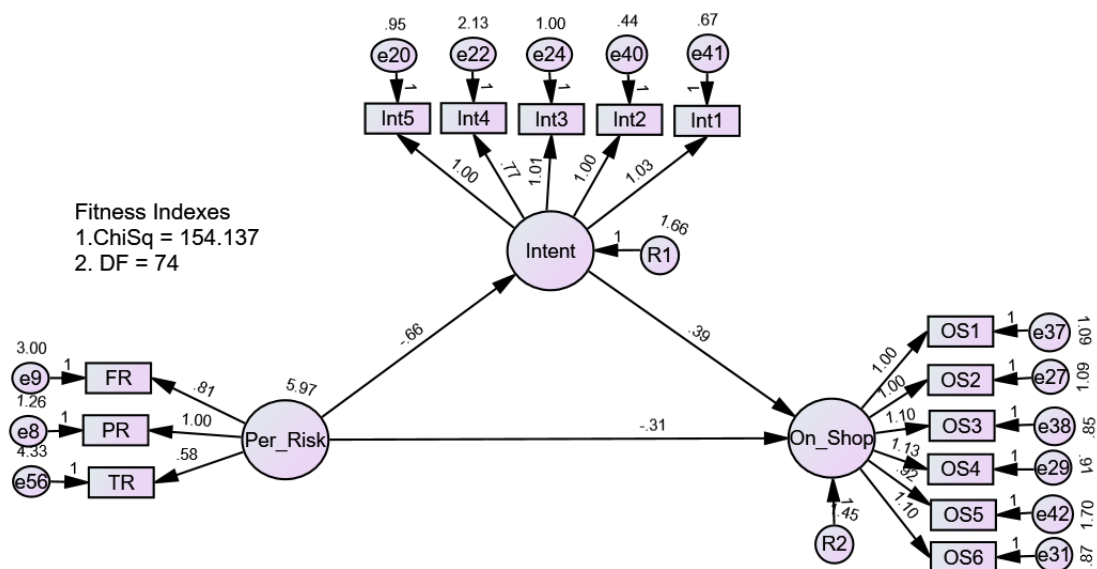 .95 2.13 1.00 .44 .67
e20 e22 e24 e40 e41
1 1 1 1 1
Int5 Int4 Int3 Int2 Int1
1.00 .77 1.01 1.00 1.03
Fitness Indexes
1.ChiSq = 154.137
2. DF = 74
Intent
1
R1
1.66
-.66
.39
3.00
e9 1 FR
.81
1.26
e8 1 PR
1.00
4.33
e56 1 TR
.58
5.97
Per_Risk
-.31
On_Shop
1
1.45
R2
1.00 OS1 1 e37 1.09
1.00 OS2 1 e27 1.09
1.10 OS3 1 e38 .85
1.13 OS4 1 e29 .91
.92 OS5 1 e42 1.70
1.10 OS6 1 e31 .87